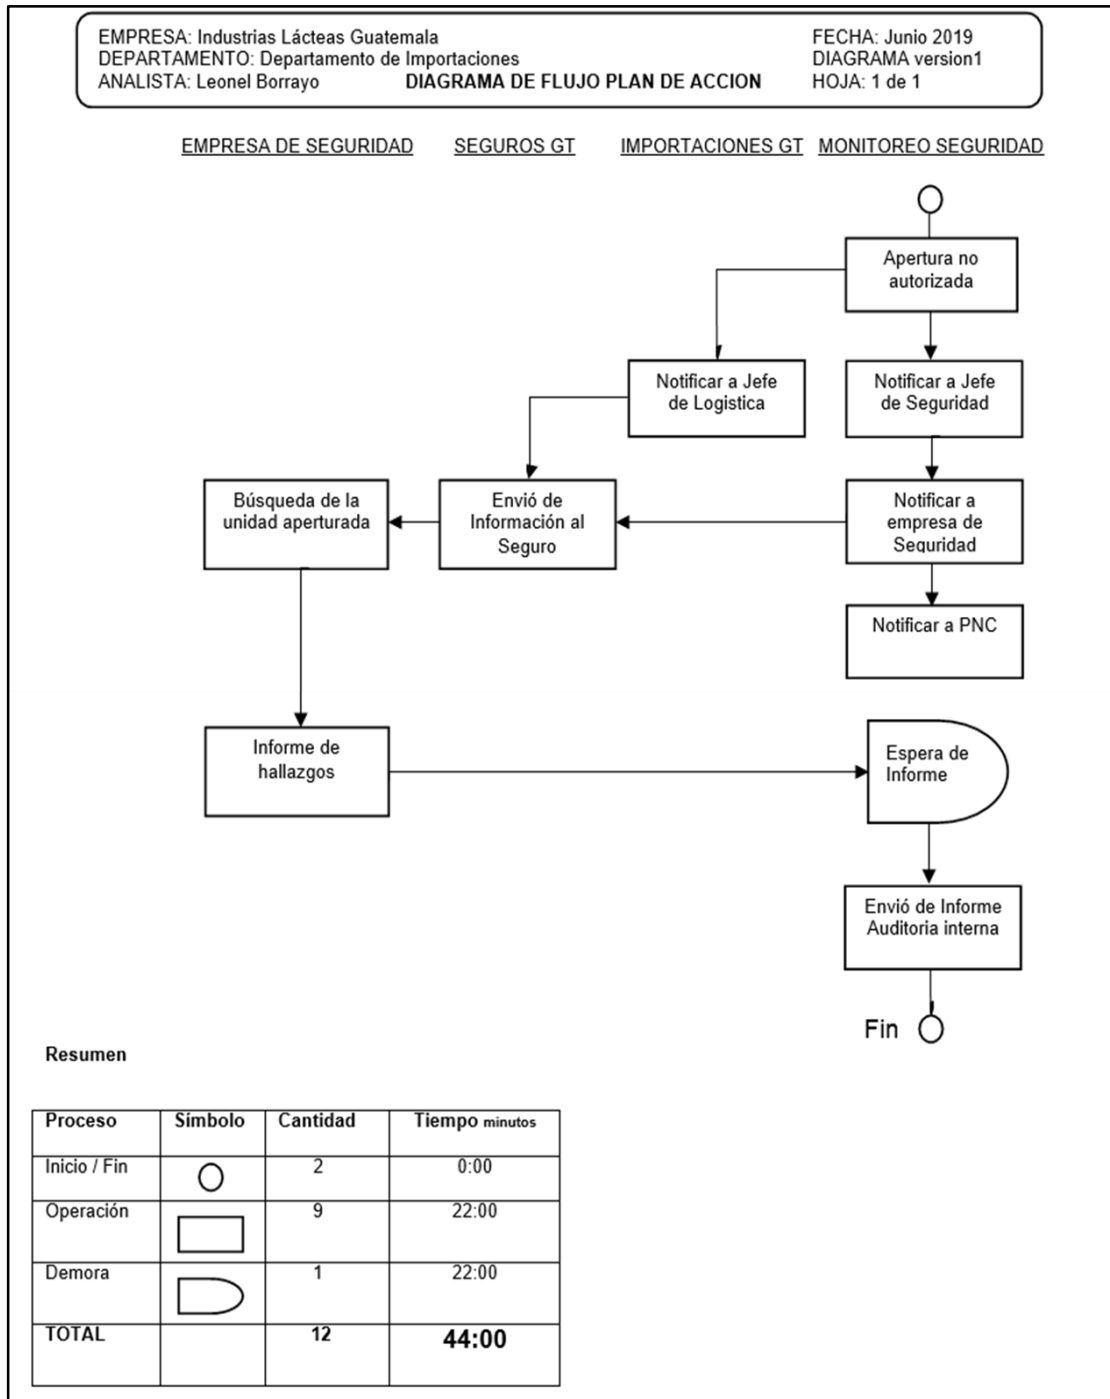 EMPRESA: Industrias Lácteas Guatemala
FECHA: Junio 2019
DEPARTAMENTO: Departamento de Importaciones
DIAGRAMA version1
ANALISTA: Leonel Borrayo
DIAGRAMA DE FLUJO PLAN DE ACCION
HOJA: 1 de 1
EMPRESA DE SEGURIDAD
SEGUROS GT
IMPORTACIONES GT
MONITOREO SEGURIDAD
Apertura no
autorizada
Notificar a Jefe
de Logistica
Notificar a Jefe
de Seguridad
Búsqueda de la
unidad aperturada
Envió de
Información al
Seguro
Notificar a
empresa de
Seguridad
Notificar a PNC
Informe de
hallazgos
Espera de
Informe
Envió de Informe
Auditoria interna
Fin
Resumen
Proceso Símbolo Cantidad Tiempo minutos
Inicio / Fin 2 0:00
Operación 9 22:00
Demora 1 22:00
TOTAL 12 44:00